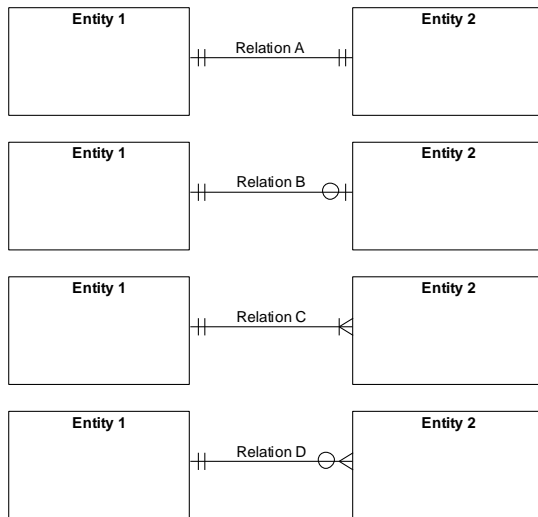 Entity 1
Relation A
Entity 2
Entity 1
Relation B
Entity 2
Entity 1
Relation C
Entity 2
Entity 1
Relation D
Entity 2